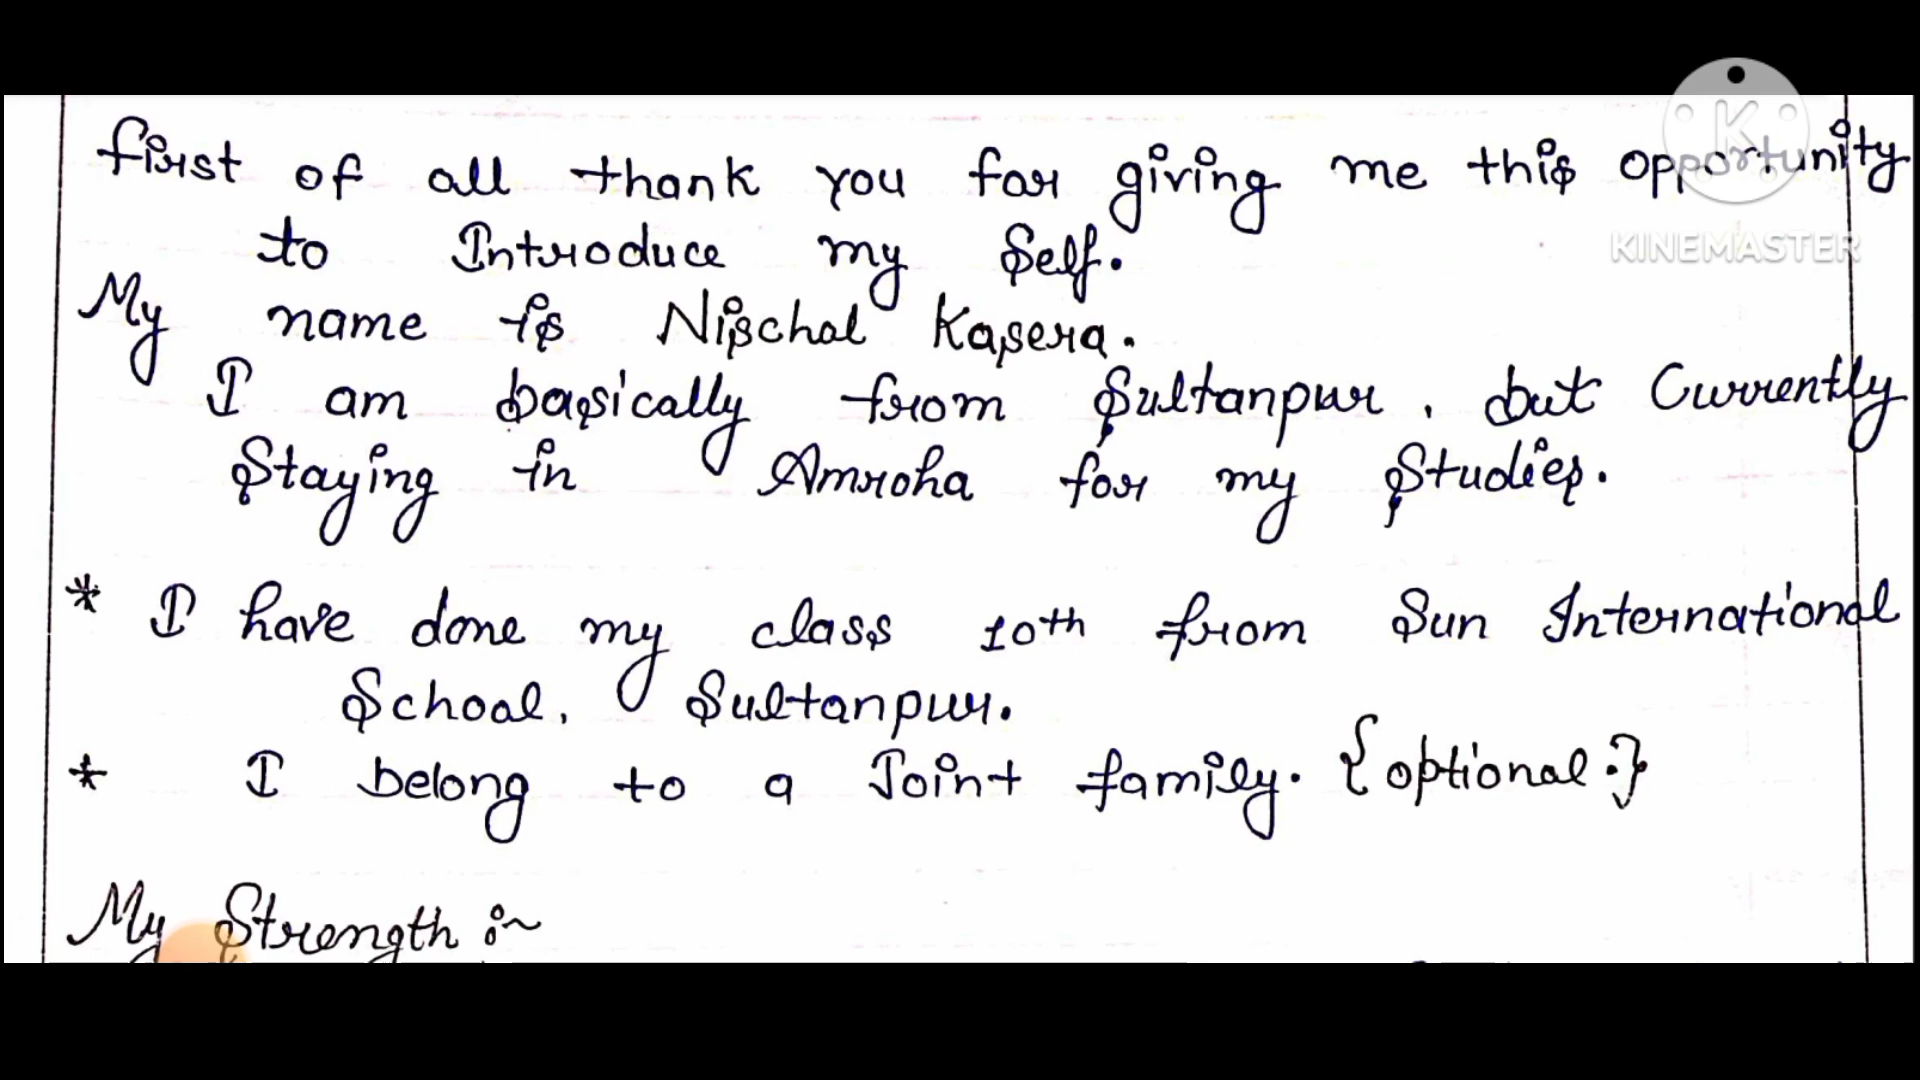 first of all thank you for giving me this opportunity
to Introduce my Self.
My name is Nischal Kasera.
I am basically from Sultanpur, but Currently
Staying in Amroha for my Studies.
* I have done my class 10th from Sun International
School, Sultanpur.
* I belong to a Joint family. {optional:}
My Strength :~
KINEMASTER